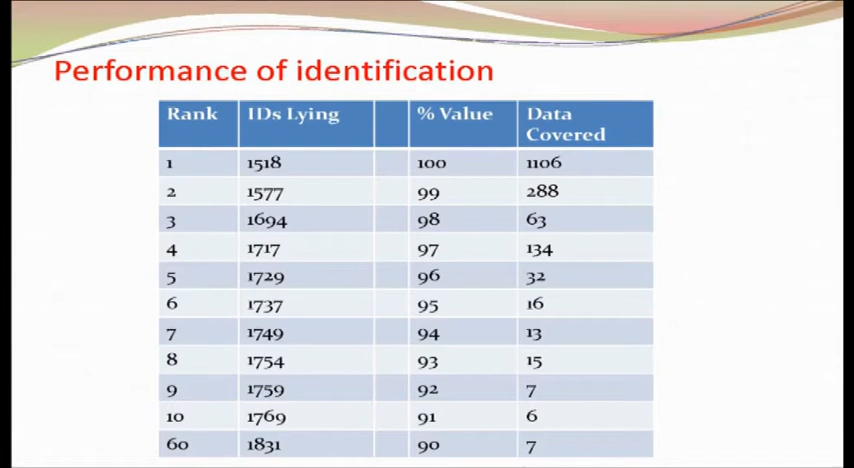 Performance of identification
Rank IDs Lying % Value Data Covered
1 1518 100 1106
2 1577 99 288
3 1694 98 63
4 1717 97 134
5 1729 96 32
6 1737 95 16
7 1749 94 13
8 1754 93 15
9 1759 92 7
10 1769 91 6
60 1831 90 7